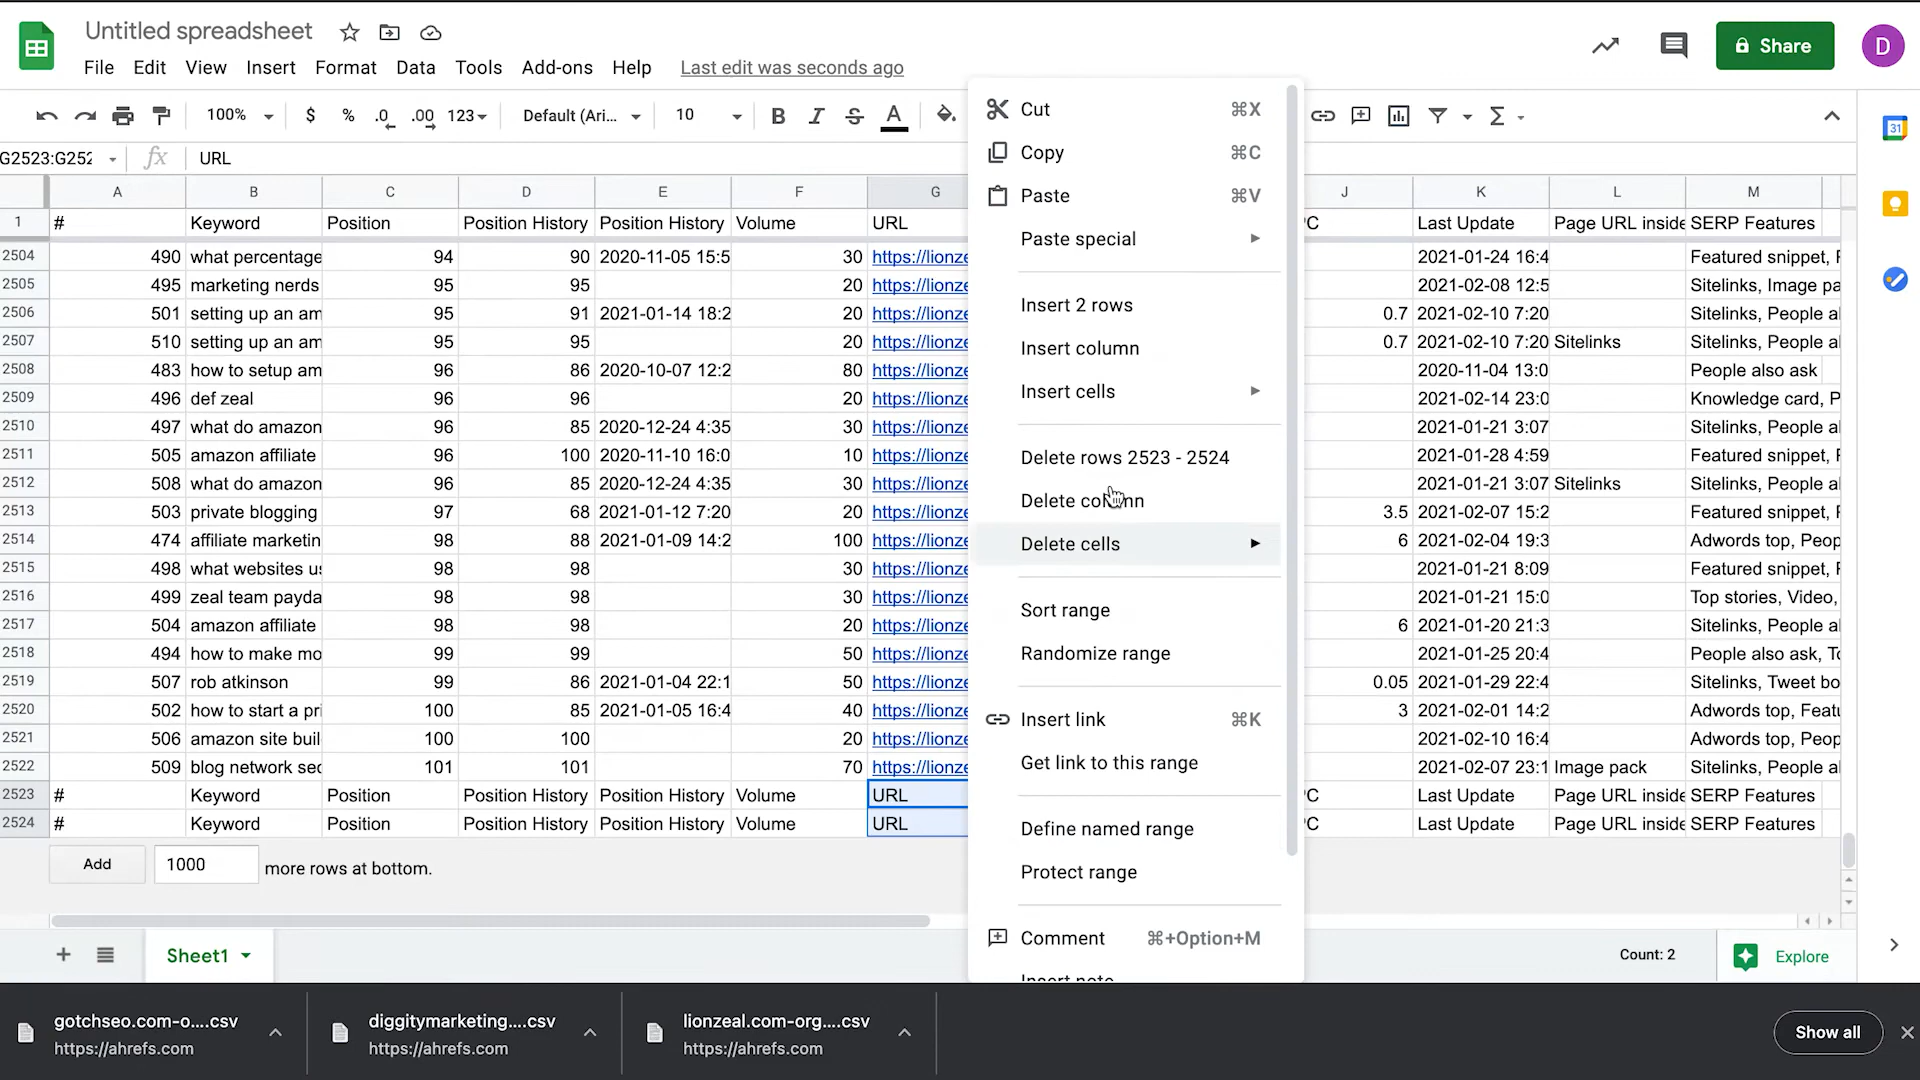 Untitled spreadsheet
File Edit View Insert Format Data Tools Add-ons Help Last edit was seconds ago
Share
D
100% $ % .0 .00 123 Default (Ari... 10 B I S A Σ
G2523:G252 fx URL
A B C D E F G J K L M
1 # Keyword Position Position History Position History Volume URL PC Last Update Page URL inside SERP Features
2504 490 what percentage 94 90 2020-11-05 15:5 30 https://lionze 2021-01-24 16:4 Featured snippet, F
2505 495 marketing nerds 95 95 20 https://lionze 2021-02-08 12:5 Sitelinks, Image pa
2506 501 setting up an am 95 91 2021-01-14 18:2 20 https://lionze 0.7 2021-02-10 7:20 Sitelinks, People al
2507 510 setting up an am 95 95 20 https://lionze 0.7 2021-02-10 7:20 Sitelinks Sitelinks, People al
2508 483 how to setup am 96 86 2020-10-07 12:2 80 https://lionze 2020-11-04 13:0 People also ask
2509 496 def zeal 96 96 20 https://lionze 2021-02-14 23:0 Knowledge card, P
2510 497 what do amazon 96 85 2020-12-24 4:35 30 https://lionze 2021-01-21 3:07 Sitelinks, People al
2511 505 amazon affiliate 96 100 2020-11-10 16:0 10 https://lionze 2021-01-28 4:59 Featured snippet, F
2512 508 what do amazon 96 85 2020-12-24 4:35 30 https://lionze 2021-01-21 3:07 Sitelinks Sitelinks, People al
2513 503 private blogging 97 68 2021-01-12 7:20 20 https://lionze 3.5 2021-02-07 15:2 Featured snippet, F
2514 474 affiliate marketin 98 88 2021-01-09 14:2 100 https://lionze 6 2021-02-04 19:3 Adwords top, Peop
2515 498 what websites us 98 98 30 https://lionze 2021-01-21 8:09 Featured snippet, F
2516 499 zeal team payda 98 98 30 https://lionze 2021-01-21 15:0 Top stories, Video,
2517 504 amazon affiliate 98 98 20 https://lionze 6 2021-01-20 21:3 Sitelinks, People al
2518 494 how to make mo 99 99 50 https://lionze 2021-01-25 20:4 People also ask, To
2519 507 rob atkinson 99 86 2021-01-04 22:1 50 https://lionze 0.05 2021-01-29 22:4 Sitelinks, Tweet bo
2520 502 how to start a pri 100 85 2021-01-05 16:4 40 https://lionze 3 2021-02-01 14:2 Adwords top, Featu
2521 506 amazon site buil 100 100 20 https://lionze 2021-02-10 16:4 Adwords top, Peop
2522 509 blog network sec 101 101 70 https://lionze 2021-02-07 23:1 Image pack Sitelinks, People al
2523 # Keyword Position Position History Position History Volume URL PC Last Update Page URL inside SERP Features
2524 # Keyword Position Position History Position History Volume URL PC Last Update Page URL inside SERP Features
Cut ⌘X
Copy ⌘C
Paste ⌘V
Paste special
Insert 2 rows
Insert column
Insert cells
Delete rows 2523 - 2524
Delete column
Delete cells
Sort range
Randomize range
Insert link ⌘K
Get link to this range
Define named range
Protect range
Comment ⌘+Option+M
Insert note
Add 1000 more rows at bottom.
Sheet1
Count: 2
Explore
31
gotchseo.com-o....csv
https://ahrefs.com
diggitymarketing....csv
https://ahrefs.com
lionzeal.com-org....csv
https://ahrefs.com
Show all